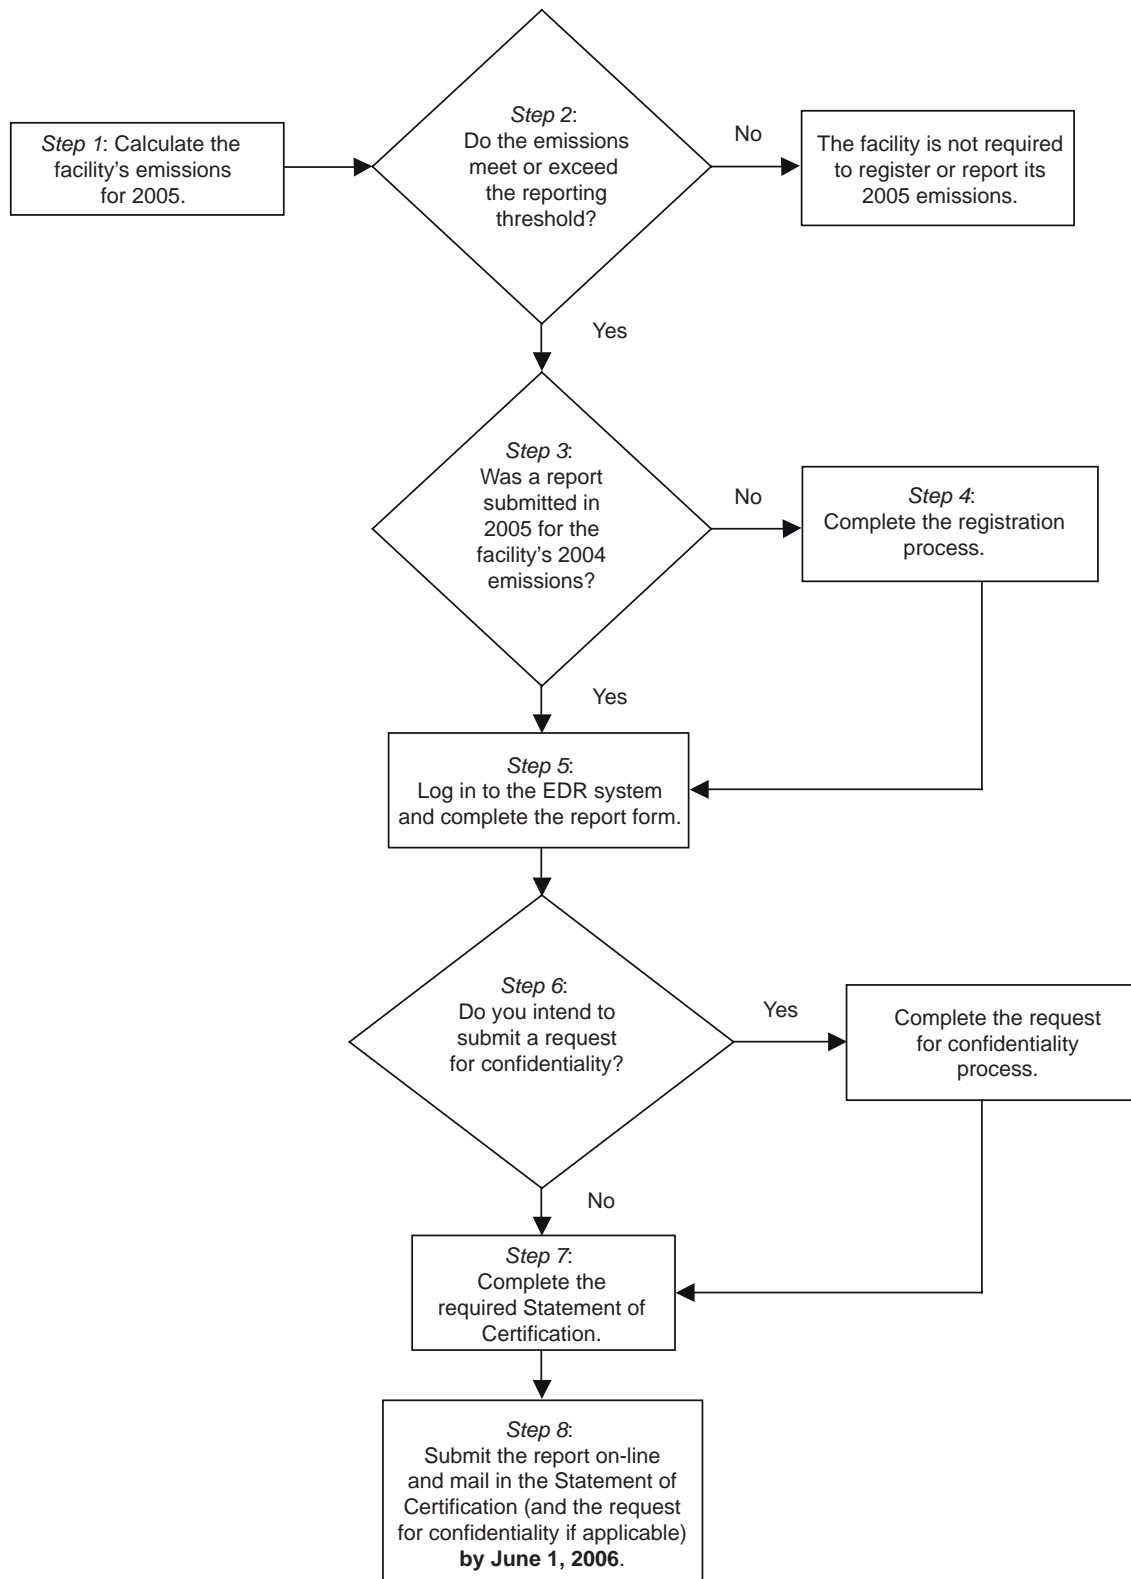 Step 1: Calculate the
facility’s emissions
for 2005.
Step 2:
Do the emissions
meet or exceed
the reporting
threshold?
No
The facility is not required
to register or report its
2005 emissions.
Yes
Step 3:
Was a report
submitted in
2005 for the
facility’s 2004
emissions?
No
Step 4:
Complete the registration
process.
Yes
Step 5:
Log in to the EDR system
and complete the report form.
Step 6:
Do you intend to
submit a request
for confidentiality?
Yes
Complete the request
for confidentiality
process.
No
Step 7:
Complete the
required Statement of
Certification.
Step 8:
Submit the report on-line
and mail in the Statement of
Certification (and the request
for confidentiality if applicable)
by June 1, 2006.